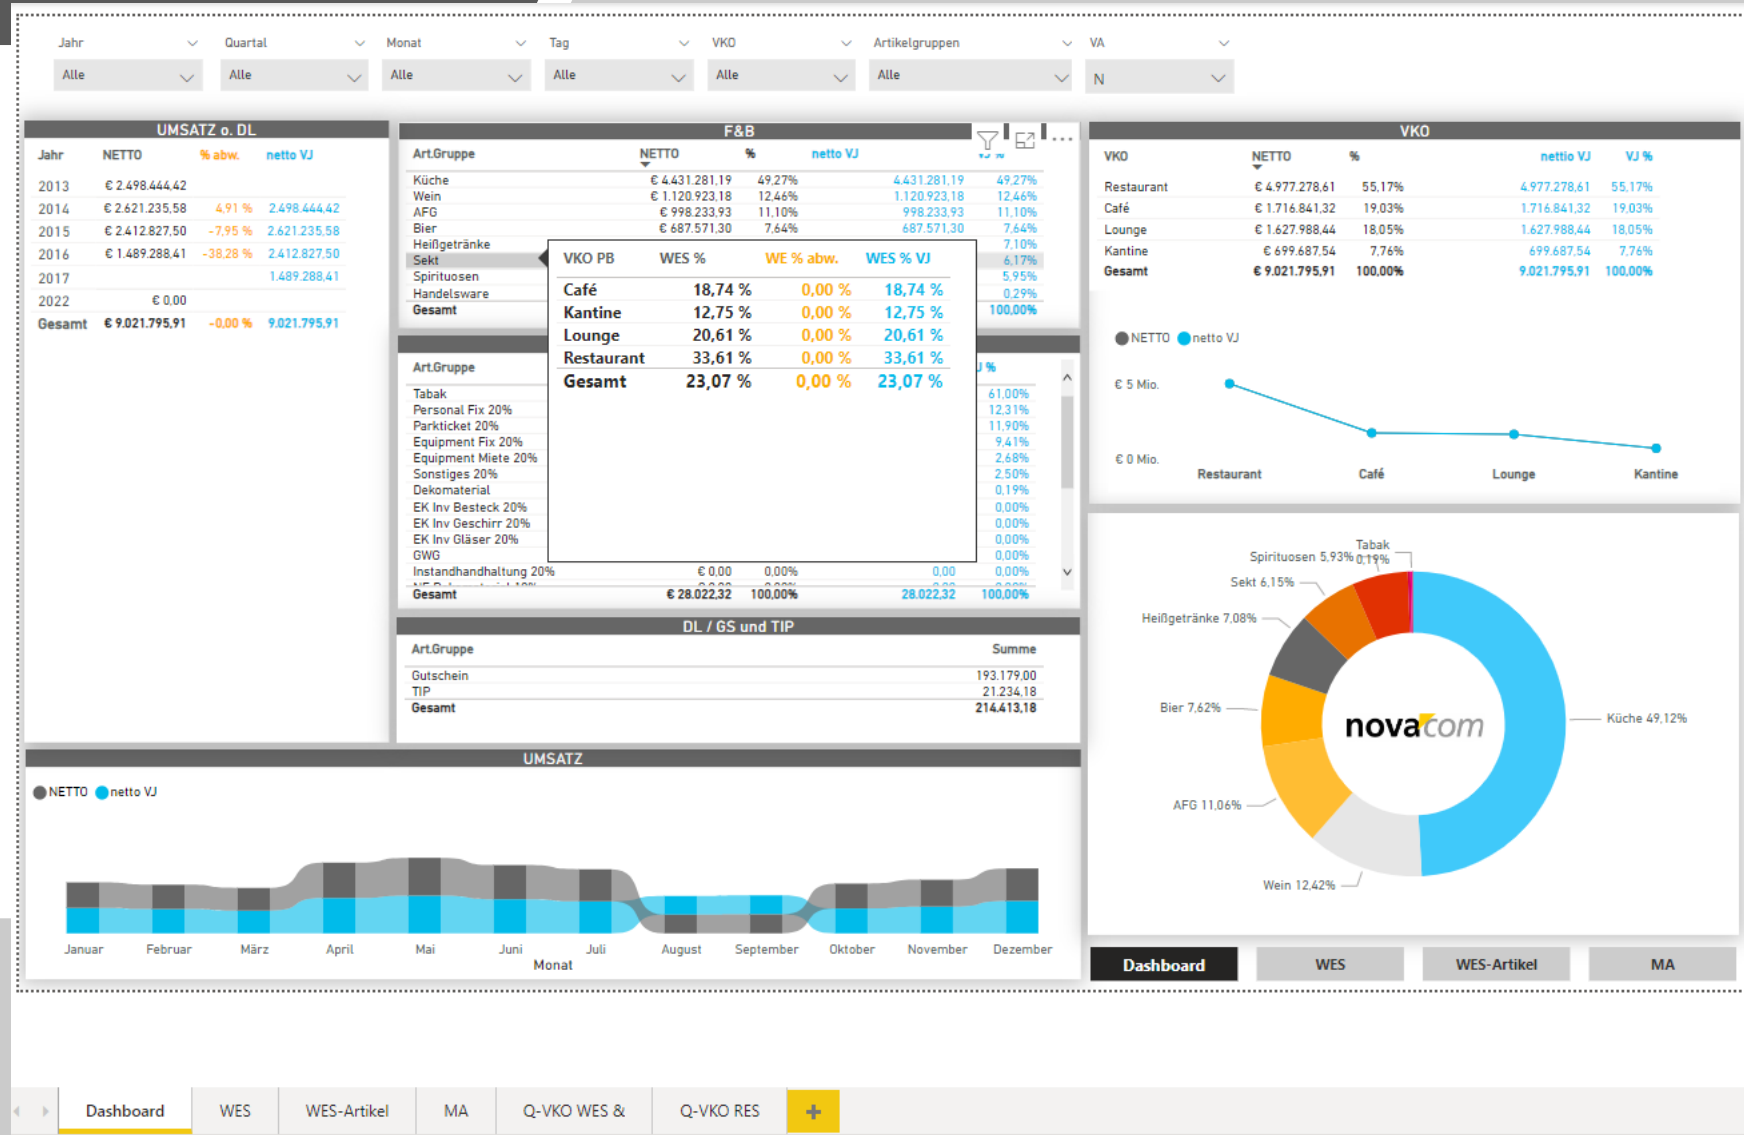 Jahr Quartal Monat Tag VKO Artikelgruppen VA
Alle Alle Alle Alle Alle Alle N
UMSATZ o. DL
Jahr NETTO % abw. netto VJ
2013 € 2.498.444,42
2014 € 2.621.235,58 4,91 % 2.498.444,42
2015 € 2.412.827,50 -7,95 % 2.621.235,58
2016 € 1.489.288,41 -38,28 % 2.412.827,50
2017 1.489.288,41
2022 € 0,00
Gesamt € 9.021.795,91 -0,00 % 9.021.795,91
F&B
Art.Gruppe NETTO % netto VJ
Küche € 4.431.281,19 49,27% 4.431.281,19 49,27%
Wein € 1.120.923,18 12,46% 1.120.923,18 12,46%
AFG € 998.233,93 11,10% 998.233,93 11,10%
Bier € 687.571,30 7,64% 687.571,30 7,64%
Heißgetränke 7,10%
Sekt 6,17%
Spirituosen 5,95%
Handelsware 0,29%
Gesamt 100,00%
VKO PB WES % WE % abw. WES % VJ
Café 18,74 % 0,00 % 18,74 %
Kantine 12,75 % 0,00 % 12,75 %
Lounge 20,61 % 0,00 % 20,61 %
Restaurant 33,61 % 0,00 % 33,61 %
Gesamt 23,07 % 0,00 % 23,07 %
Art.Gruppe J %
Tabak 61,00%
Personal Fix 20% 12,31%
Parkticket 20% 11,90%
Equipment Fix 20% 9,41%
Equipment Miete 20% 2,68%
Sonstiges 20% 2,50%
Dekomaterial 0,19%
EK Inv Besteck 20% 0,00%
EK Inv Geschirr 20% 0,00%
EK Inv Gläser 20% 0,00%
GWG 0,00%
Instandhandhaltung 20% € 0,00 0,00% 0,00 0,00%
Gesamt € 28.022,32 100,00% 28.022,32 100,00%
DL / GS und TIP
Art.Gruppe Summe
Gutschein 193.179,00
TIP 21.234,18
Gesamt 214.413,18
VKO
VKO NETTO % nettio VJ VJ %
Restaurant € 4.977.278,61 55,17% 4.977.278,61 55,17%
Café € 1.716.841,32 19,03% 1.716.841,32 19,03%
Lounge € 1.627.988,44 18,05% 1.627.988,44 18,05%
Kantine € 699.687,54 7,76% 699.687,54 7,76%
Gesamt € 9.021.795,91 100,00% 9.021.795,91 100,00%
NETTO netto VJ
€ 5 Mio.
€ 0 Mio.
Restaurant Café Lounge Kantine
Tabak
0,19%
Spirituosen 5,93%
Sekt 6,15%
Heißgetränke 7,08%
Bier 7,62%
AFG 11,06%
Wein 12,42%
Küche 49,12%
novacom
UMSATZ
NETTO netto VJ
Januar Februar März April Mai Juni Juli August September Oktober November Dezember
Monat
Dashboard WES WES-Artikel MA
Dashboard WES WES-Artikel MA Q-VKO WES & Q-VKO RES +